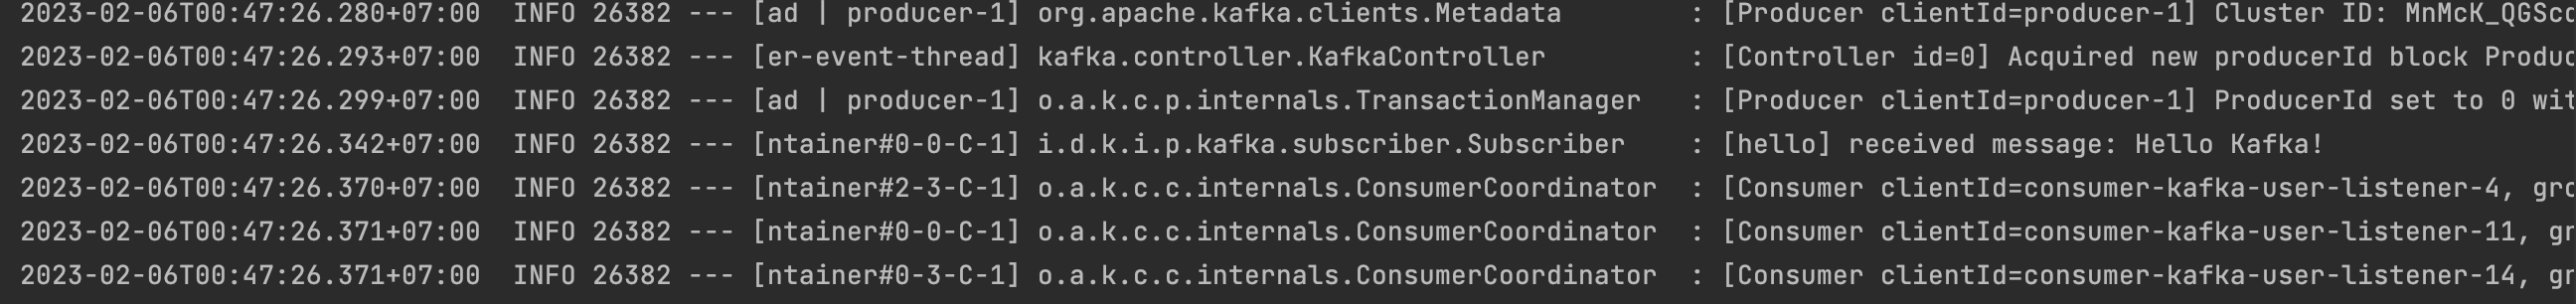 2023-02-06T00:47:26.280+07:00  INFO 26382 --- [ad | producer-1] org.apache.kafka.clients.Metadata        : [Producer clientId=producer-1] Cluster ID:
2023-02-06T00:47:26.293+07:00  INFO 26382 --- [er-event-thread] kafka.controller.KafkaController         : [Controller id=0] Acquired new producerId block Produc
2023-02-06T00:47:26.299+07:00  INFO 26382 --- [ad | producer-1] o.a.k.c.p.internals.TransactionManager   : [Producer clientId=producer-1] ProducerId set to 0 wit
2023-02-06T00:47:26.342+07:00  INFO 26382 --- [ntainer#0-0-C-1] i.d.k.i.p.kafka.subscriber.Subscriber    : [hello] received message: Hello Kafka!
2023-02-06T00:47:26.370+07:00  INFO 26382 --- [ntainer#2-3-C-1] o.a.k.c.c.internals.ConsumerCoordinator  : [Consumer clientId=consumer-kafka-user-listener-4,
2023-02-06T00:47:26.371+07:00  INFO 26382 --- [ntainer#0-0-C-1] o.a.k.c.c.internals.ConsumerCoordinator  : [Consumer clientId=consumer-kafka-user-listener-11,
2023-02-06T00:47:26.371+07:00  INFO 26382 --- [ntainer#0-3-C-1] o.a.k.c.c.internals.ConsumerCoordinator  : [Consumer clientId=consumer-kafka-user-listener-14,